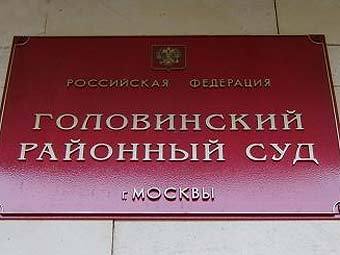 РОССИЙСКАЯ ФЕДЕРАЦИЯ
ГОЛОВИНСКИЙ
РАЙОННЫЙ СУД
г МОСКВЫ